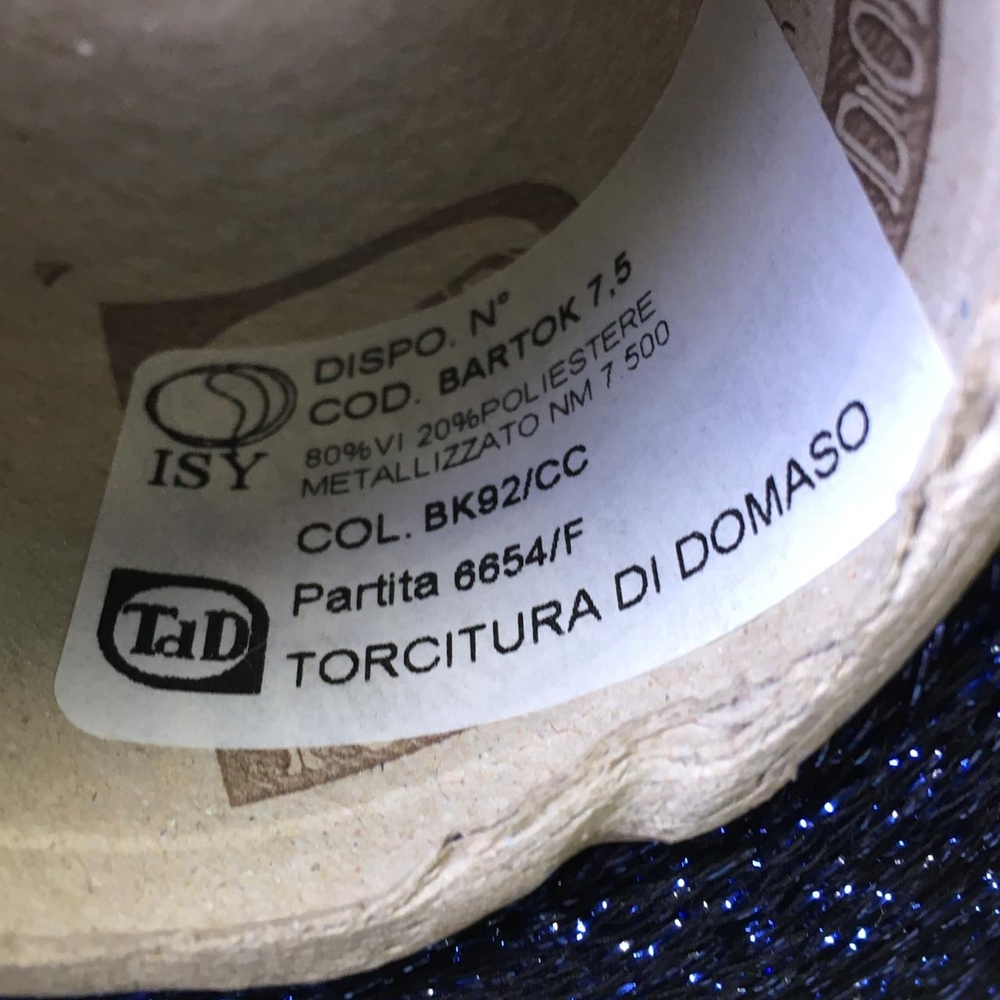 DISPO. N°
COD. BARTOK 7,5
80%VI 20%POLIESTERE
METALLIZZATO NM 7.500
ISY
COL. BK92/CC
Partita 6654/F
TdD
TORCITURA DI DOMASO